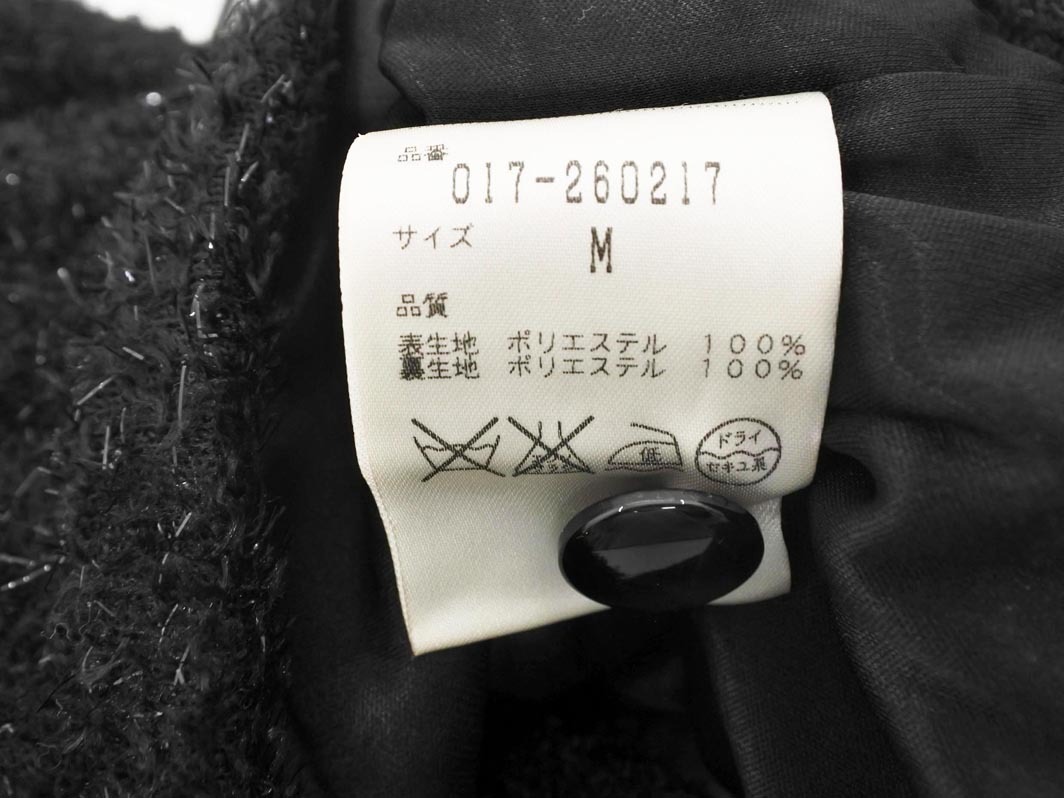 品番
017-260217
サイズ M
品質
表生地 ポリエステル 100%
裏生地 ポリエステル 100%
低
ドライ
セキユ系